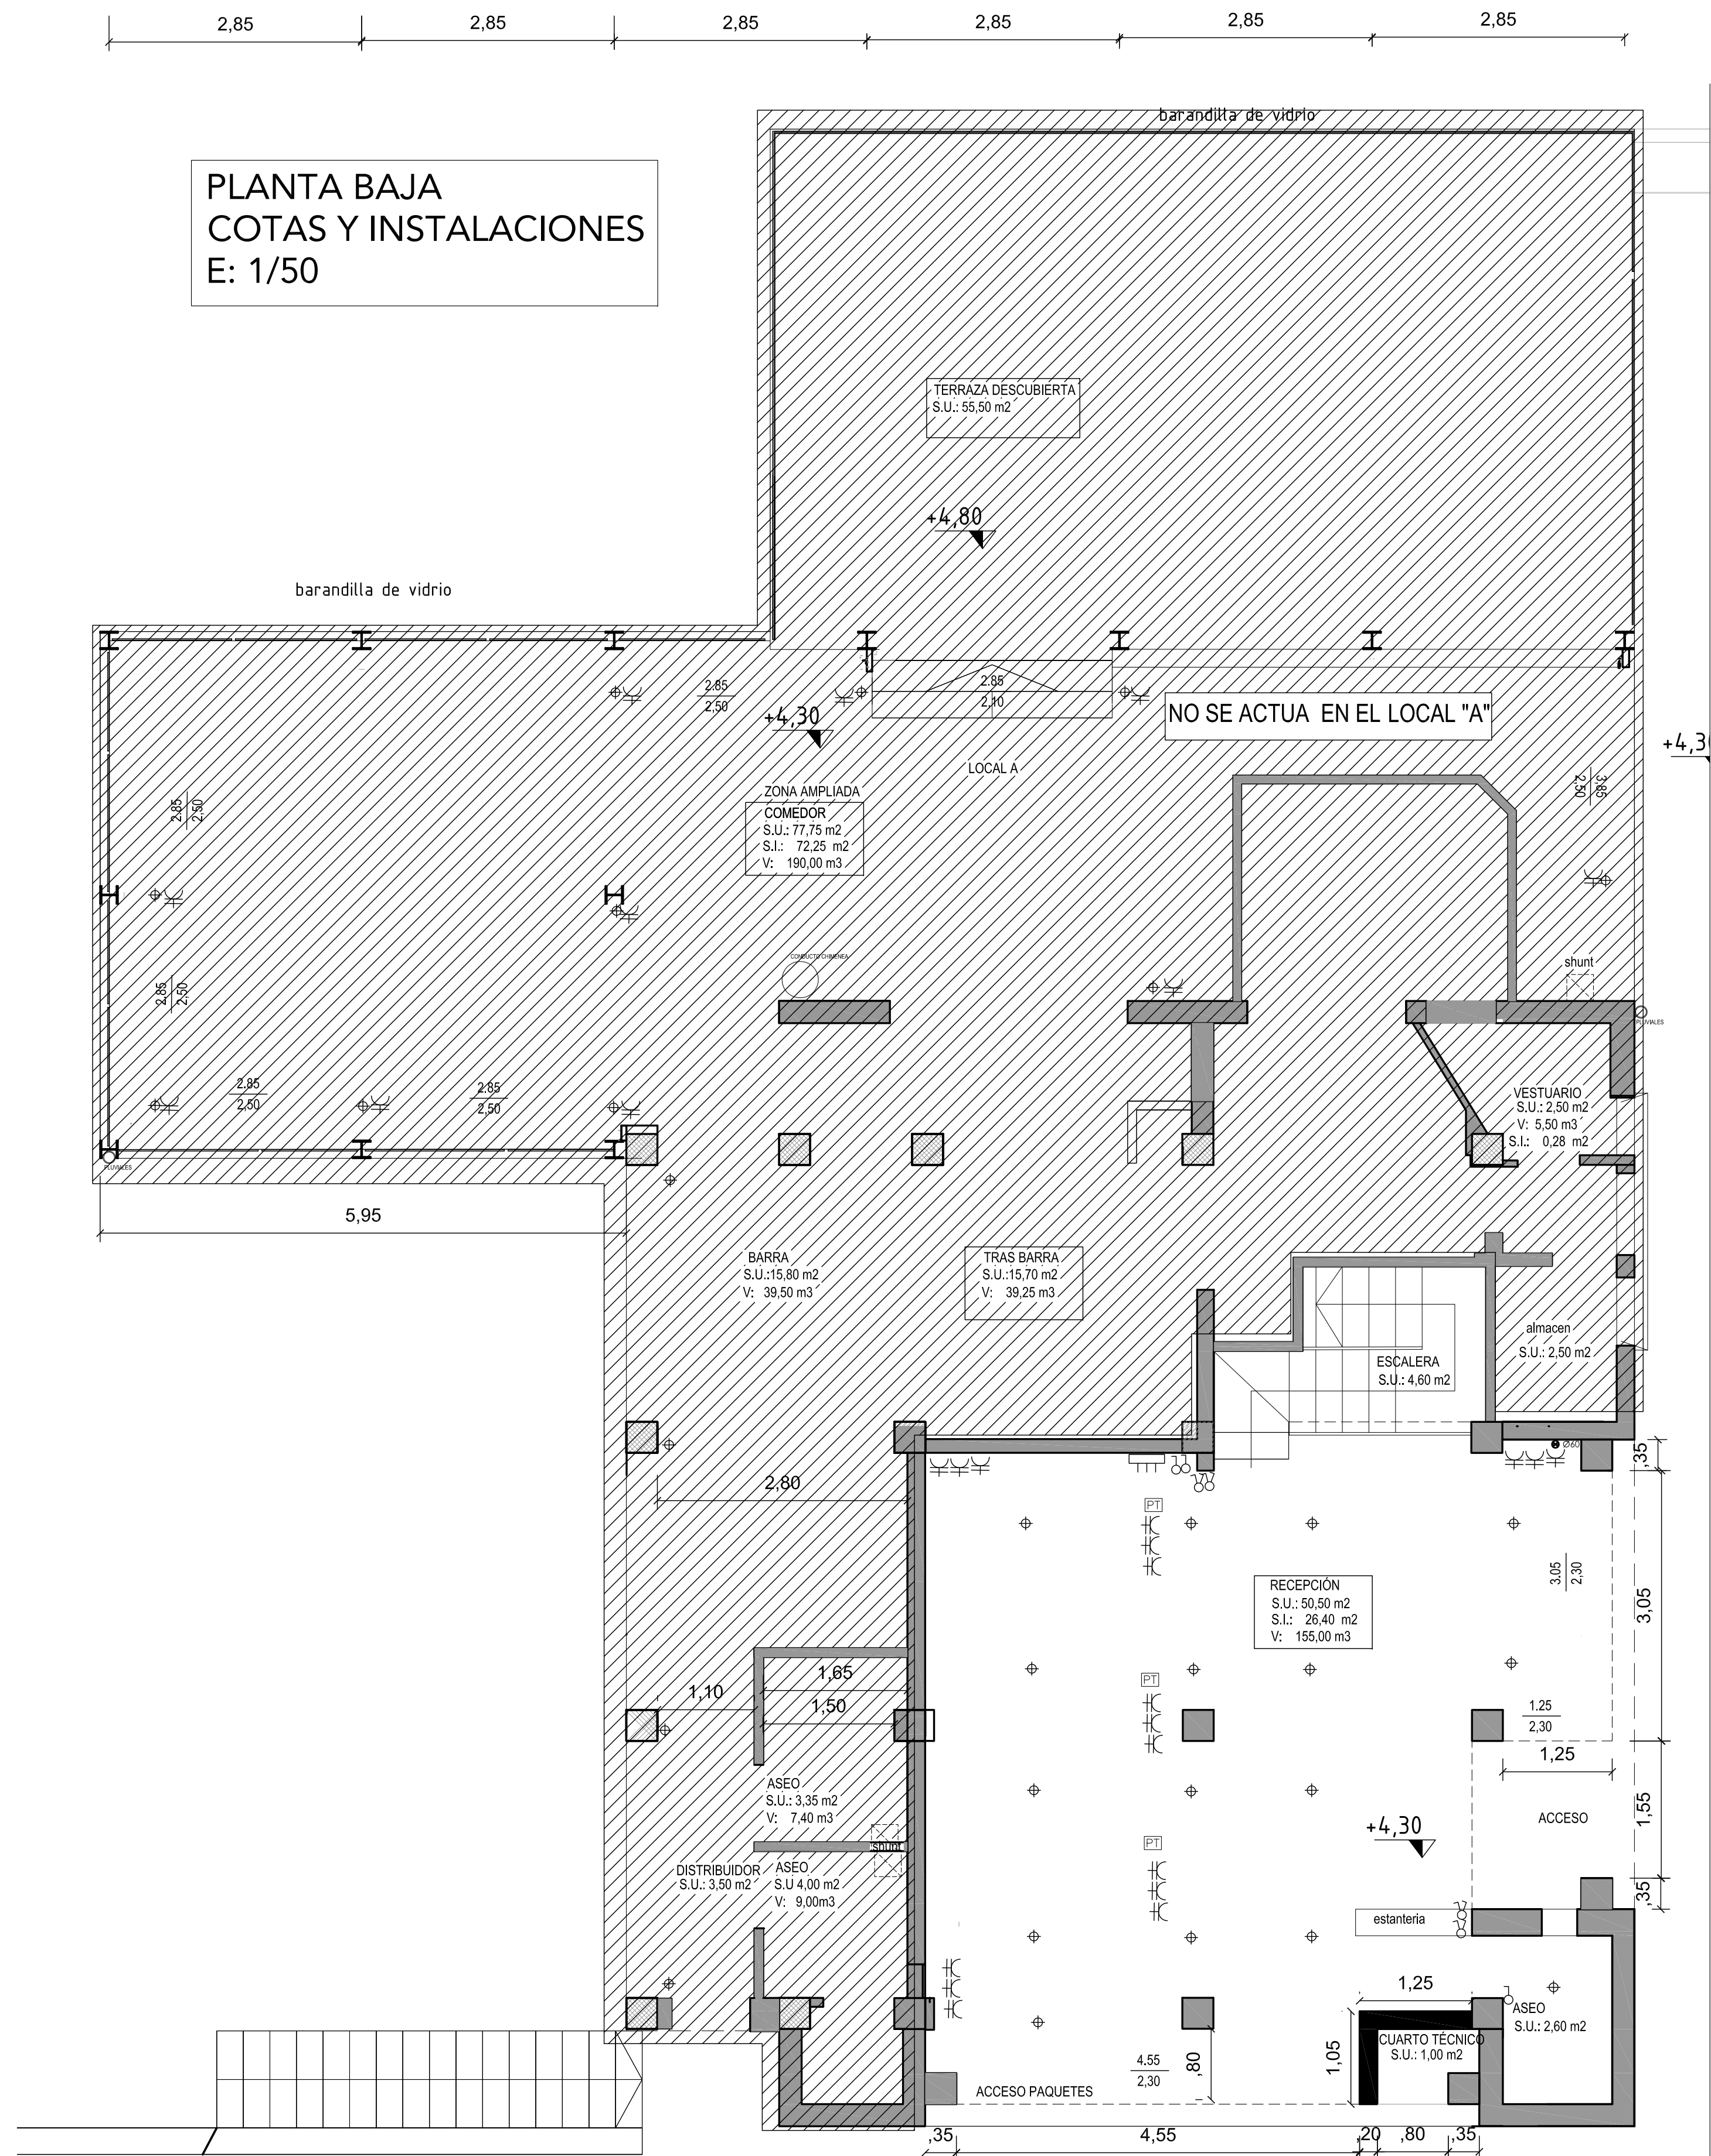 2,85
2,85
2,85
2,85
2,85
2,85
barandilla de vidrio
PLANTA BAJA
COTAS Y INSTALACIONES
E: 1/50
TERRAZA DESCUBIERTA
S.U.: 55,50 m2
+4,80
barandilla de vidrio
2.85
2,50
2.85
2,10
+4,30
NO SE ACTUA EN EL LOCAL "A"
+4,3
LOCAL A
ZONA AMPLIADA
COMEDOR
S.U.: 77,75 m2
S.I.: 72,25 m2
V: 190,00 m3
2.85
2,50
3.85
2,50
CONDUCTO CHIMENEA
shunt
2.85
2,50
PLUVIALES
2.85
2,50
2.85
2,50
VESTUARIO
S.U.: 2,50 m2
V: 5,50 m3
S.I.: 0,28 m2
PLUVIALES
5,95
BARRA
S.U.:15,80 m2
V: 39,50 m3
TRAS BARRA
S.U.:15,70 m2
V: 39,25 m3
almacen
S.U.: 2,50 m2
ESCALERA
S.U.: 4,60 m2
Ø60
,35
2,80
PT
3.05
2,30
RECEPCIÓN
S.U.: 50,50 m2
S.I.: 26,40 m2
V: 155,00 m3
3,05
1,65
1,10
1,50
PT
1.25
2,30
1,25
ASEO
S.U.: 3,35 m2
V: 7,40 m3
ACCESO
1,55
+4,30
PT
shunt
DISTRIBUIDOR
S.U.: 3,50 m2
ASEO
S.U 4,00 m2
V: 9,00m3
,35
estanteria
1,25
ASEO
S.U.: 2,60 m2
CUARTO TÉCNICO
S.U.: 1,00 m2
1,05
,80
4.55
2,30
ACCESO PAQUETES
,35
4,55
,20
,80
,35